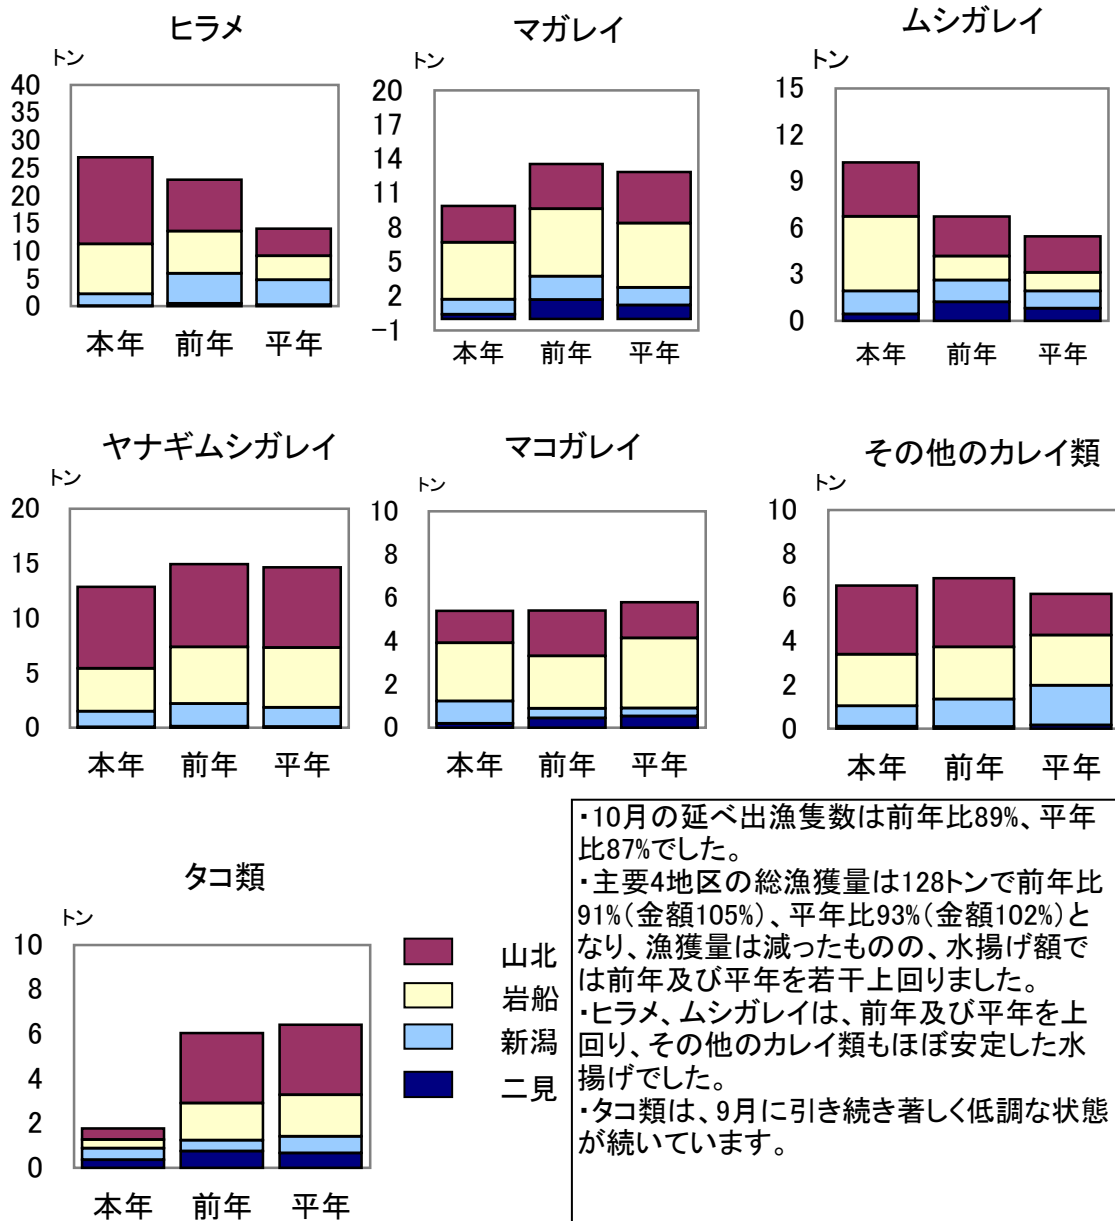 ヒラメ
トン
40
35
30
25
20
15
10
5
0
本年 前年 平年
マガレイ
トン
20
17
14
11
8
5
2
-1
本年 前年 平年
ムシガレイ
トン
15
12
9
6
3
0
本年 前年 平年
ヤナギムシガレイ
トン
20
15
10
5
0
本年 前年 平年
マコガレイ
トン
10
8
6
4
2
0
本年 前年 平年
その他のカレイ類
トン
10
8
6
4
2
0
本年 前年 平年
タコ類
トン
10
8
6
4
2
0
本年 前年 平年
山北
岩船
新潟
二見
・10月の延べ出漁隻数は前年比89%、平年
比87%でした。
・主要4地区の総漁獲量は128トンで前年比
91%(金額105%)、平年比93%(金額102%)と
なり、漁獲量は減ったものの、水揚げ額で
は前年及び平年を若干上回りました。
・ヒラメ、ムシガレイは、前年及び平年を上
回り、その他のカレイ類もほぼ安定した水
揚げでした。
・タコ類は、9月に引き続き著しく低調な状態
が続いています。